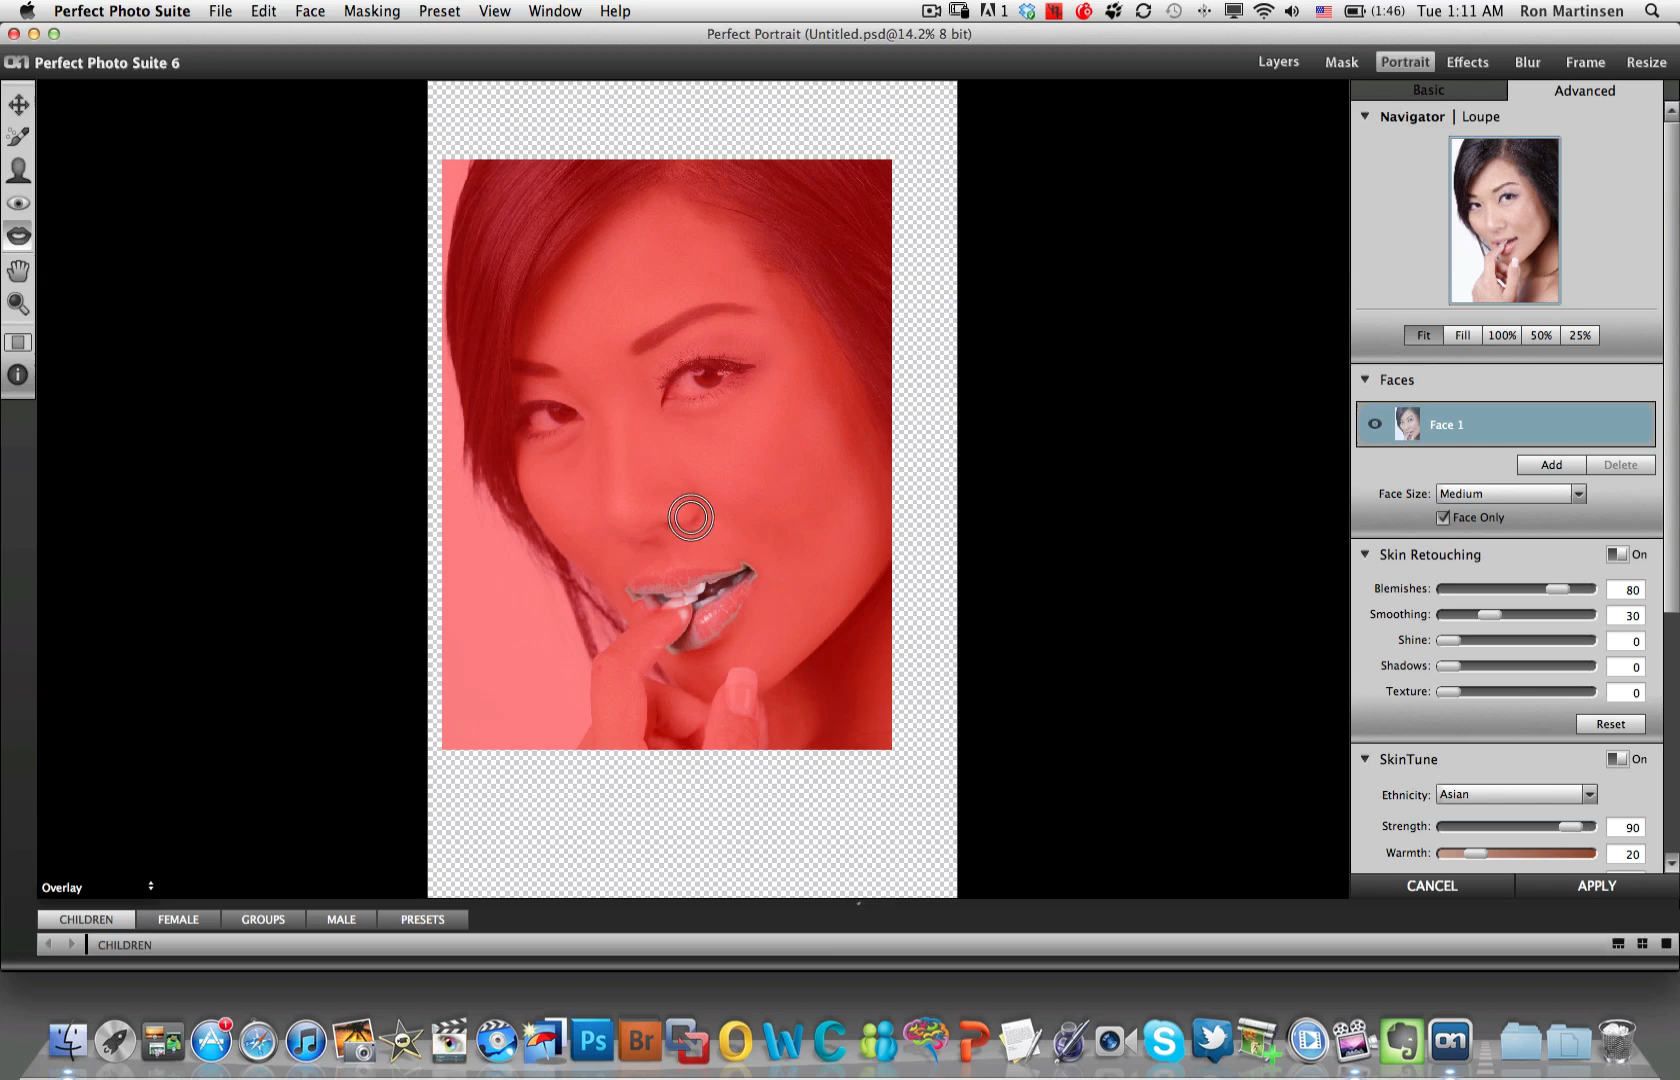 Perfect Photo Suite File Edit Face Masking Preset View Window Help 1 (1:46) Tue 1:11 AM Ron Martinsen
Perfect Portrait (Untitled.psd@14.2% 8 bit)
on Perfect Photo Suite 6 Layers Mask Portrait Effects Blur Frame Resize
Basic Advanced
Navigator | Loupe
Fit Fill 100% 50% 25%
Faces
Face 1
Add Delete
Face Size: Medium
Face Only
Skin Retouching On
Blemishes: 80
Smoothing: 30
Shine: 0
Shadows: 0
Texture: 0
Reset
SkinTune On
Ethnicity: Asian
Strength: 90
Warmth: 20
Overlay
CANCEL APPLY
CHILDREN FEMALE GROUPS MALE PRESETS
CHILDREN
1
Ps Br O W C P S on